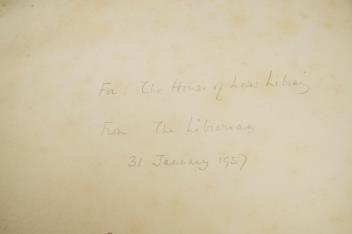 For: The House of Lords Library
From The Librarian
31 January 1957